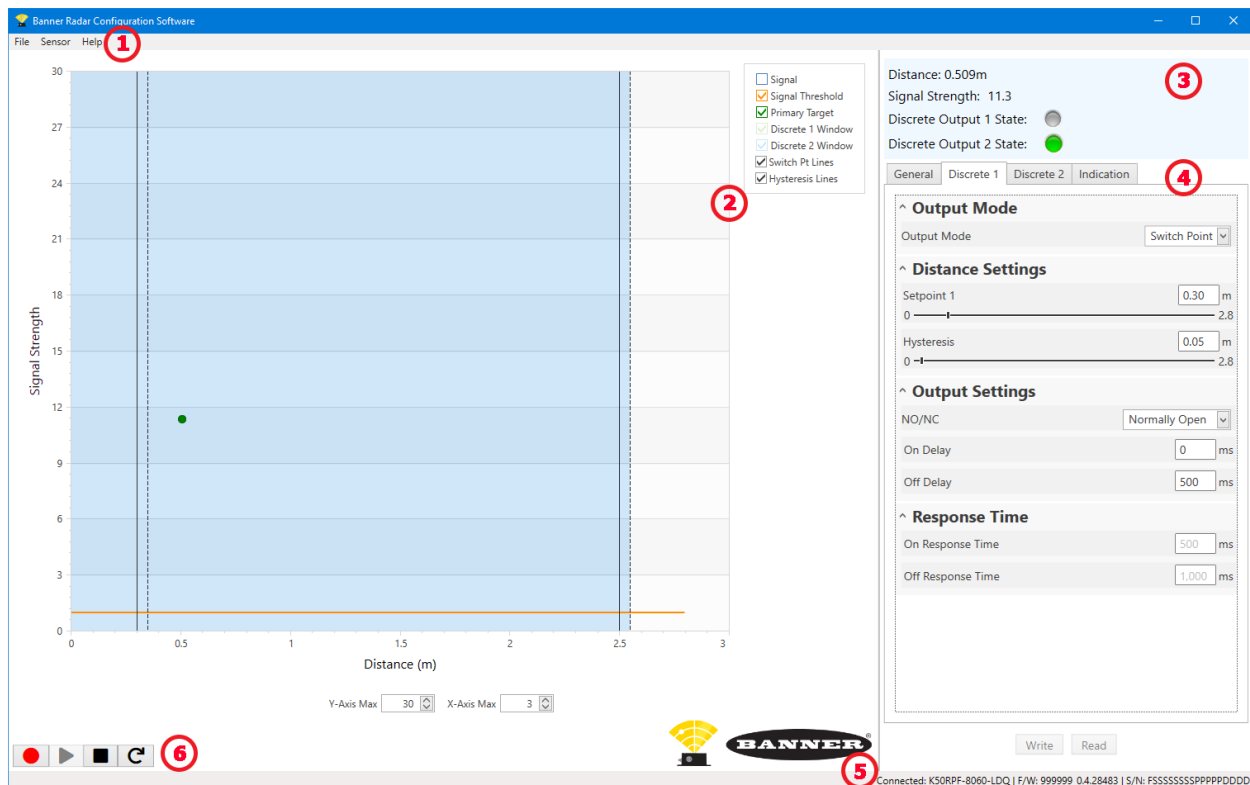 Banner Radar Configuration Software
File Sensor Help
1
30
27
24
21
18
15
12
9
6
3
0
Signal Strength
0 0.5 1 1.5 2 2.5 3
Distance (m)
Signal
Signal Threshold
Primary Target
Discrete 1 Window
Discrete 2 Window
Switch Pt Lines
Hysteresis Lines
2
Y-Axis Max 30 X-Axis Max 3
6
BANNER®
5
Distance: 0.509m
Signal Strength: 11.3
Discrete Output 1 State:
Discrete Output 2 State:
3
General Discrete 1 Discrete 2 Indication
4
Output Mode
Output Mode Switch Point
Distance Settings
Setpoint 1 0.30 m
0 2.8
Hysteresis 0.05 m
0 2.8
Output Settings
NO/NC Normally Open
On Delay 0 ms
Off Delay 500 ms
Response Time
On Response Time 500 ms
Off Response Time 1,000 ms
Write Read
Connected: K50RPF-8060-LDQ | F/W: 999999_0.4.28483 | S/N: FSSSSSSSSPPPPPDDDD